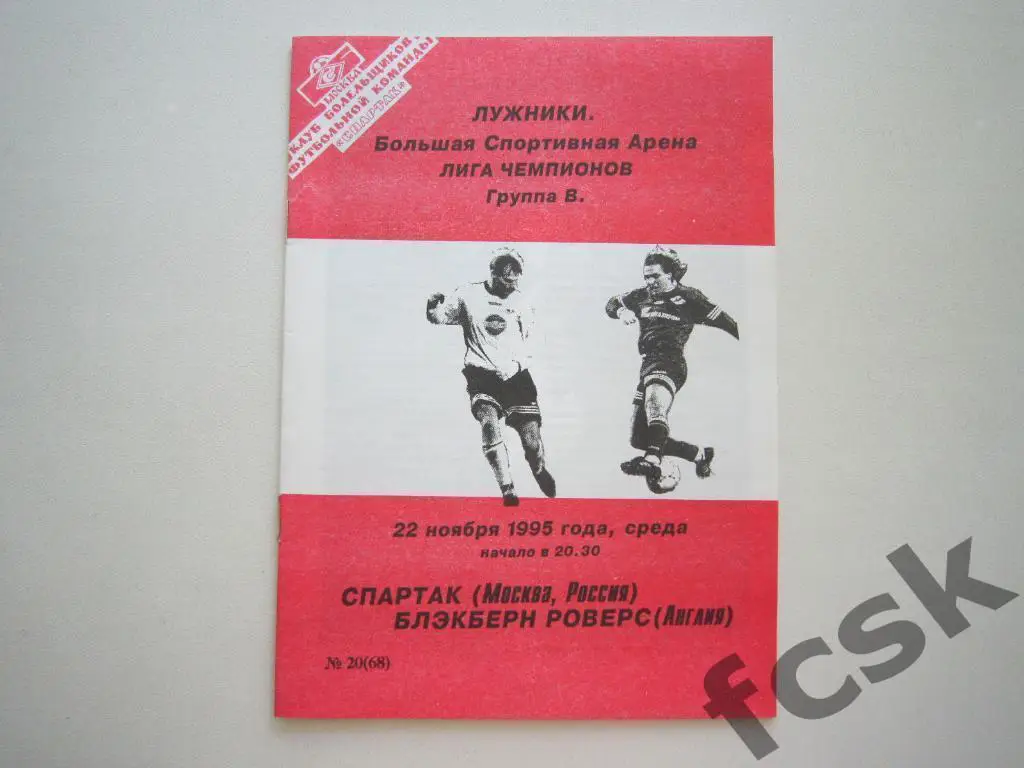 МОСКВА
КЛУБ БОЛЕЛЬЩИКОВ
ФУТБОЛЬНОЙ КОМАНДЫ
«СПАРТАК»
ЛУЖНИКИ.
Большая Спортивная Арена
ЛИГА ЧЕМПИОНОВ
Группа В.
22 ноября 1995 года, среда
начало в 20.30
СПАРТАК (Москва, Россия)
БЛЭКБЕРН РОВЕРС (Англия)
№ 20(68)
fcsk